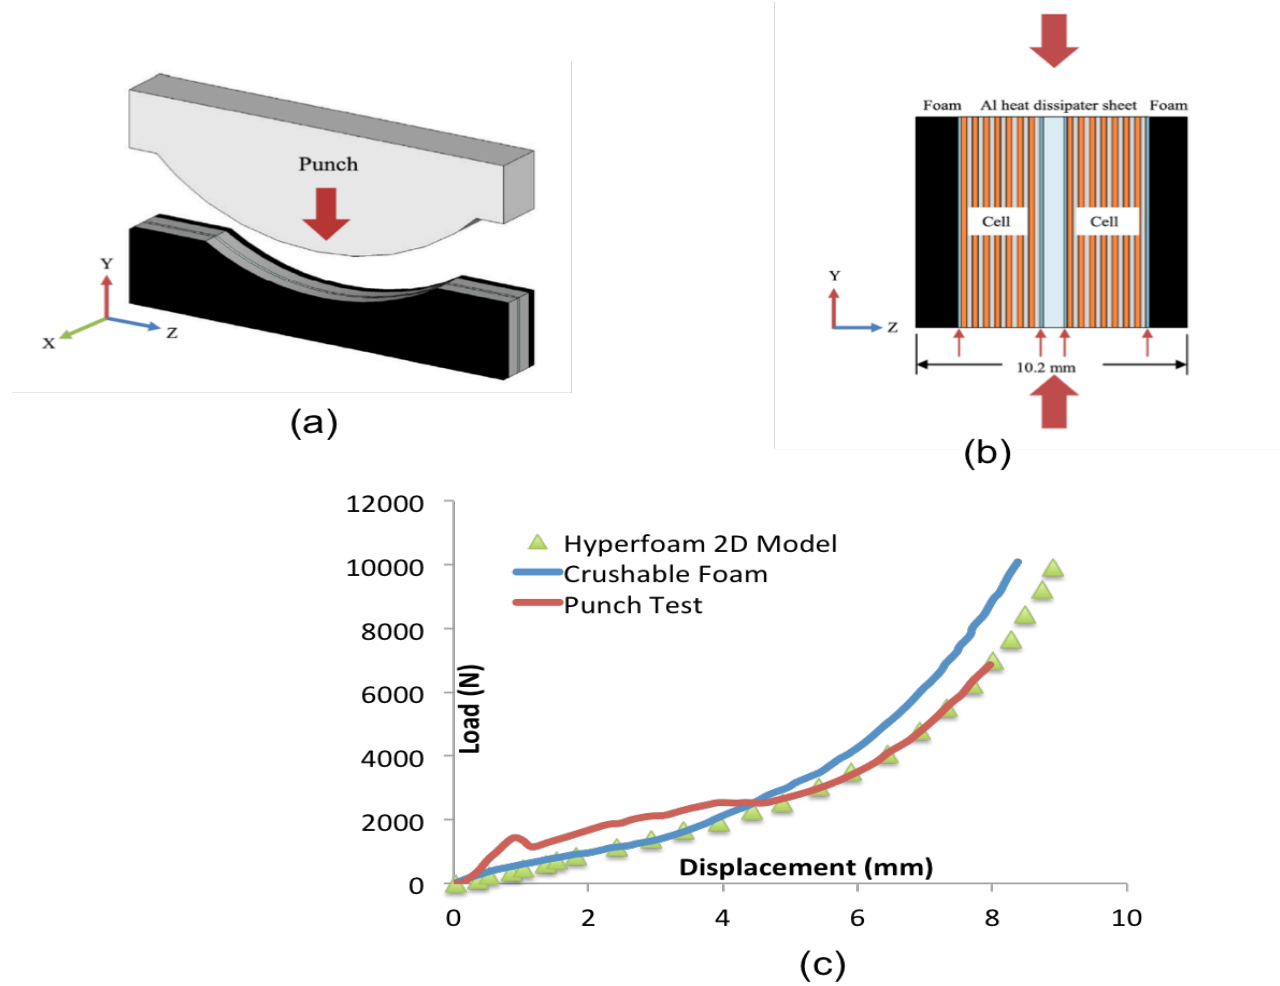 Punch
Y
X
Z
(a)
Foam Al heat dissipater sheet Foam
Cell Cell
Y
Z
10.2 mm
(b)
12000
10000
8000
6000
4000
2000
0
Load (N)
Hyperfoam 2D Model
Crushable Foam
Punch Test
Displacement (mm)
0 2 4 6 8 10
(c)